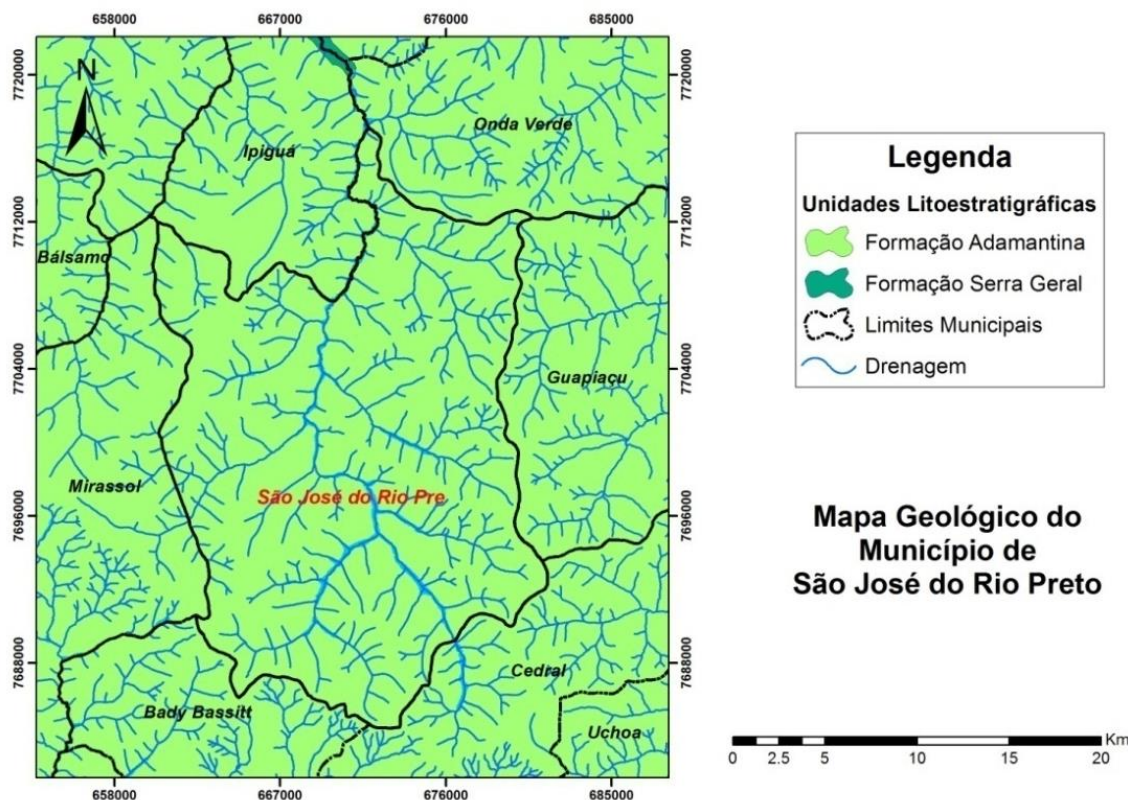 658000 667000 676000 685000
7720000
7712000
7704000
7696000
7688000
N
Onda Verde
Ipiguá
Bálsamo
Guapiaçu
Mirassol
São José do Rio Pre
Cedral
Bady Bassitt
Uchoa
7720000
7712000
7704000
7696000
7688000
658000 667000 676000 685000
Legenda
Unidades Litoestratigráficas
Formação Adamantina
Formação Serra Geral
Limites Municipais
Drenagem
Mapa Geológico do
Município de
São José do Rio Preto
Km
0 2.5 5 10 15 20